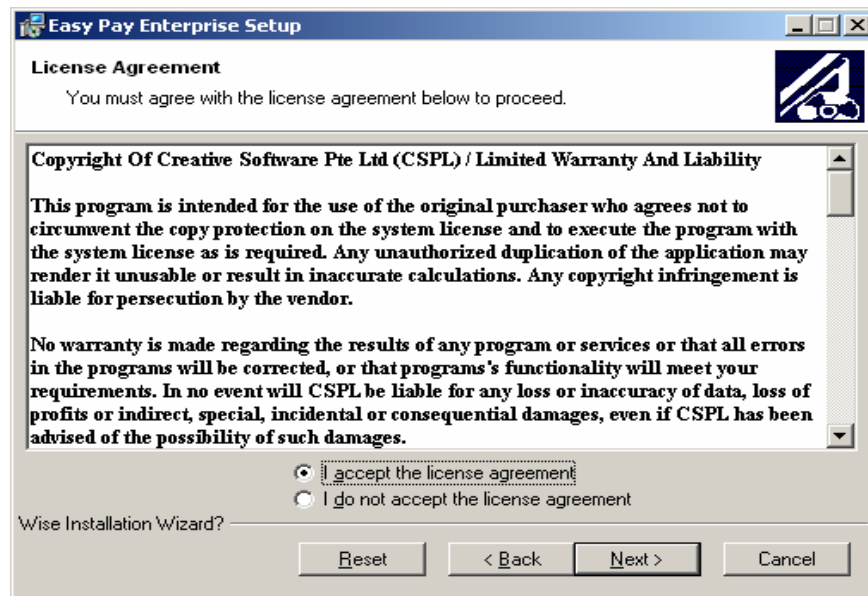 Easy Pay Enterprise Setup
License Agreement
You must agree with the license agreement below to proceed.
Copyright Of Creative Software Pte Ltd (CSPL) / Limited Warranty And Liability
This program is intended for the use of the original purchaser who agrees not to
circumvent the copy protection on the system license and to execute the program with
the system license as is required. Any unauthorized duplication of the application may
render it unusable or result in inaccurate calculations. Any copyright infringement is
liable for persecution by the vendor.
No warranty is made regarding the results of any program or services or that all errors
in the programs will be corrected, or that programs's functionality will meet your
requirements. In no event will CSPL be liable for any loss or inaccuracy of data, loss of
profits or indirect, special, incidental or consequential damages, even if CSPL has been
advised of the possibility of such damages.
I accept the license agreement
I do not accept the license agreement
Wise Installation Wizard?
Reset < Back Next > Cancel